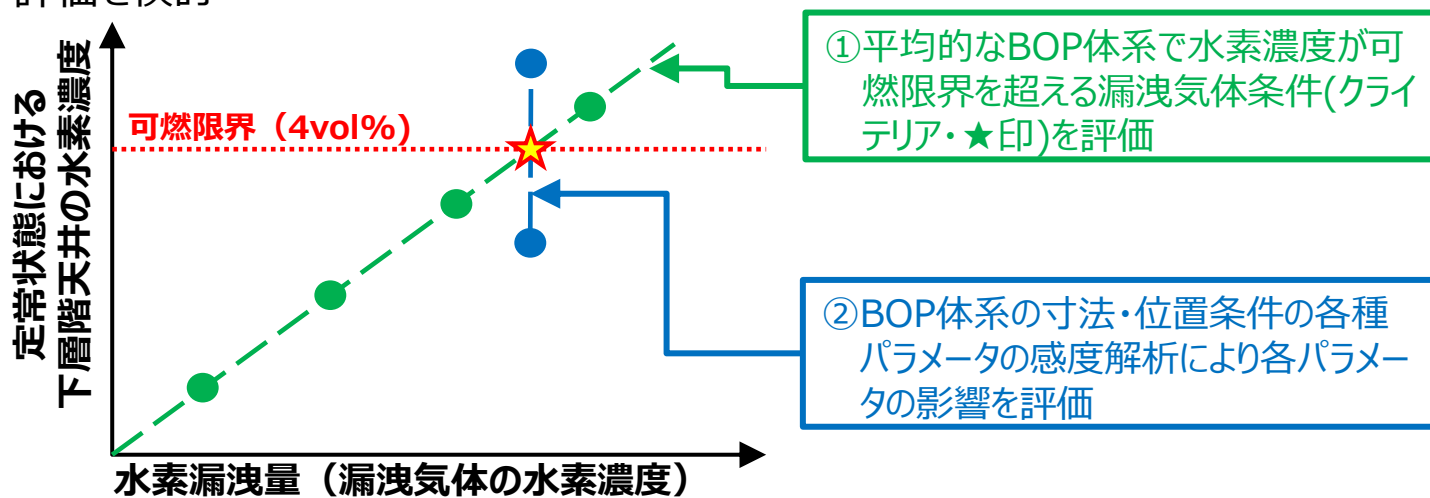 評価を検討
定常状態における
下層階天井の水素濃度
可燃限界（4vol%）
水素漏洩量（漏洩気体の水素濃度）
①平均的なBOP体系で水素濃度が可
燃限界を超える漏洩気体条件(クライ
テリア・★印)を評価
②BOP体系の寸法・位置条件の各種
パラメータの感度解析により各パラメー
タの影響を評価